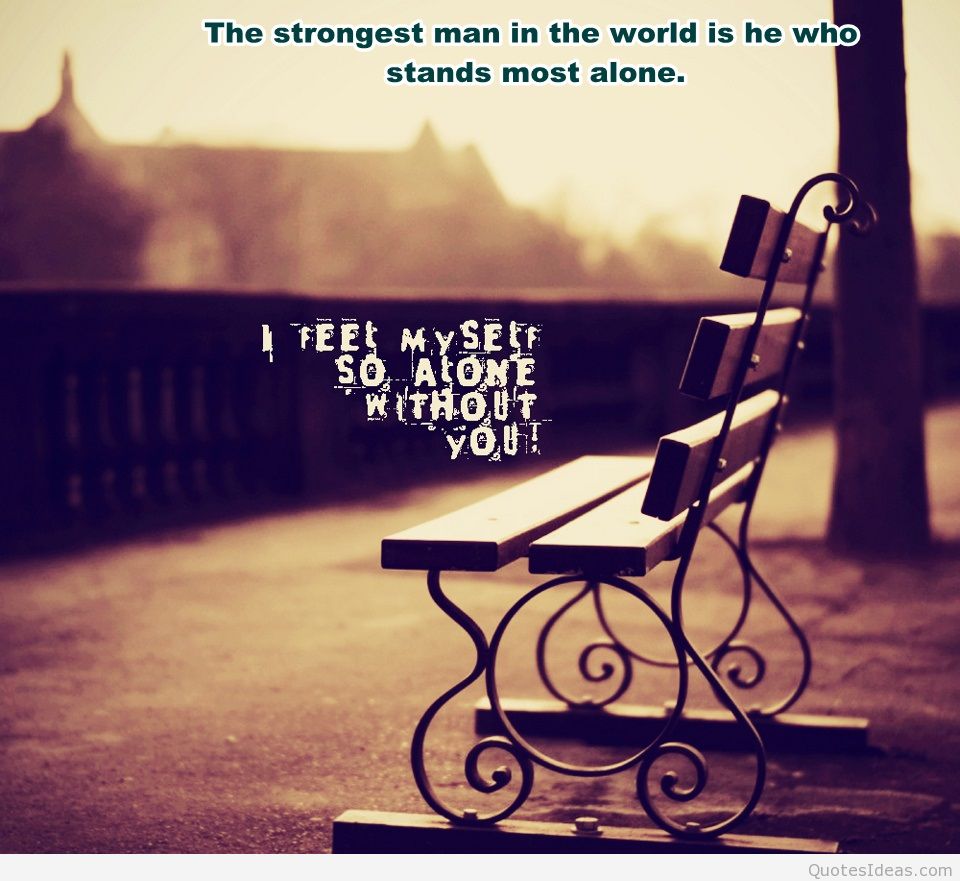 The strongest man in the world is he who
stands most alone.
I FEEL MYSELF
SO ALONE
WITHOUT
YOU!
QuotesIdeas.com